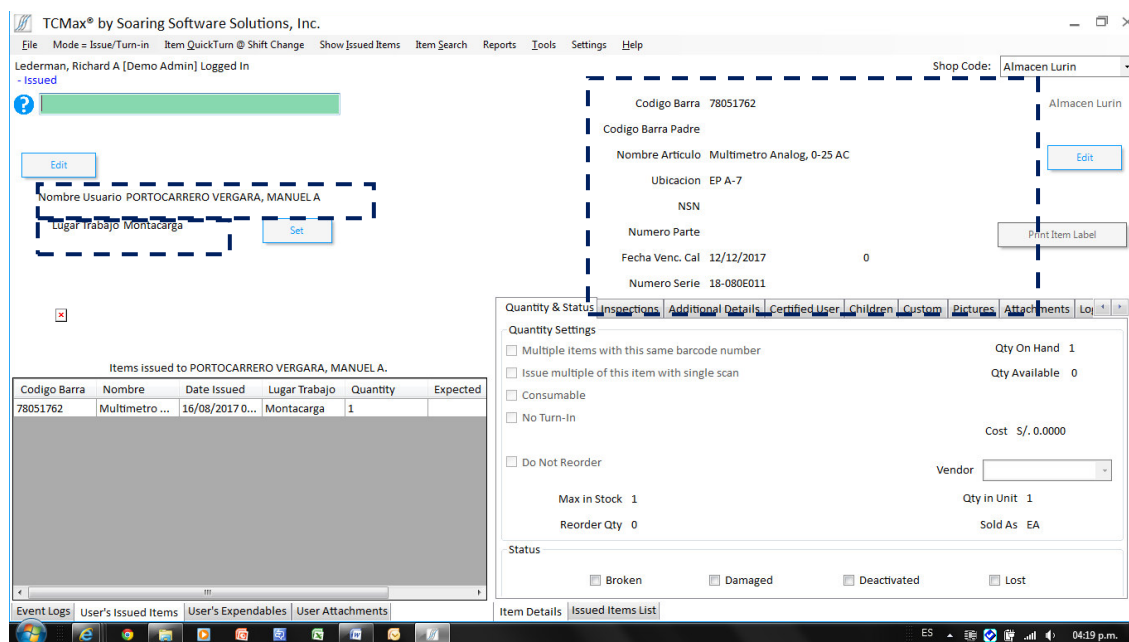 TCMax® by Soaring Software Solutions, Inc.
File Mode = Issue/Turn-in Item QuickTurn @ Shift Change Show Issued Items Item Search Reports Tools Settings Help
Lederman, Richard A [Demo Admin] Logged In
- Issued
Shop Code: Almacen Lurin
?
Codigo Barra 78051762
Almacen Lurin
Codigo Barra Padre
Edit
Nombre Articulo Multimetro Analog, 0-25 AC
Edit
Ubicacion EP A-7
Nombre Usuario PORTOCARRERO VERGARA, MANUEL A
NSN
Lugar Trabajo Montacarga
Set
Numero Parte
Print Item Label
Fecha Venc. Cal 12/12/2017 0
Numero Serie 18-080E011
Quantity & Status Inspections Additional Details Certified User Children Custom Pictures Attachments
Quantity Settings
Multiple items with this same barcode number
Qty On Hand 1
Issue multiple of this item with single scan
Qty Available 0
Consumable
No Turn-In
Cost S/. 0.0000
Do Not Reorder
Vendor
Max in Stock 1
Qty in Unit 1
Reorder Qty 0
Sold As EA
Status
Broken Damaged Deactivated Lost
Items issued to PORTOCARRERO VERGARA, MANUEL A.
Codigo Barra Nombre Date Issued Lugar Trabajo Quantity Expected
78051762 Multimetro ... 16/08/2017 0... Montacarga 1
Event Logs User's Issued Items User's Expendables User Attachments
Item Details Issued Items List
ES 04:19 p.m.